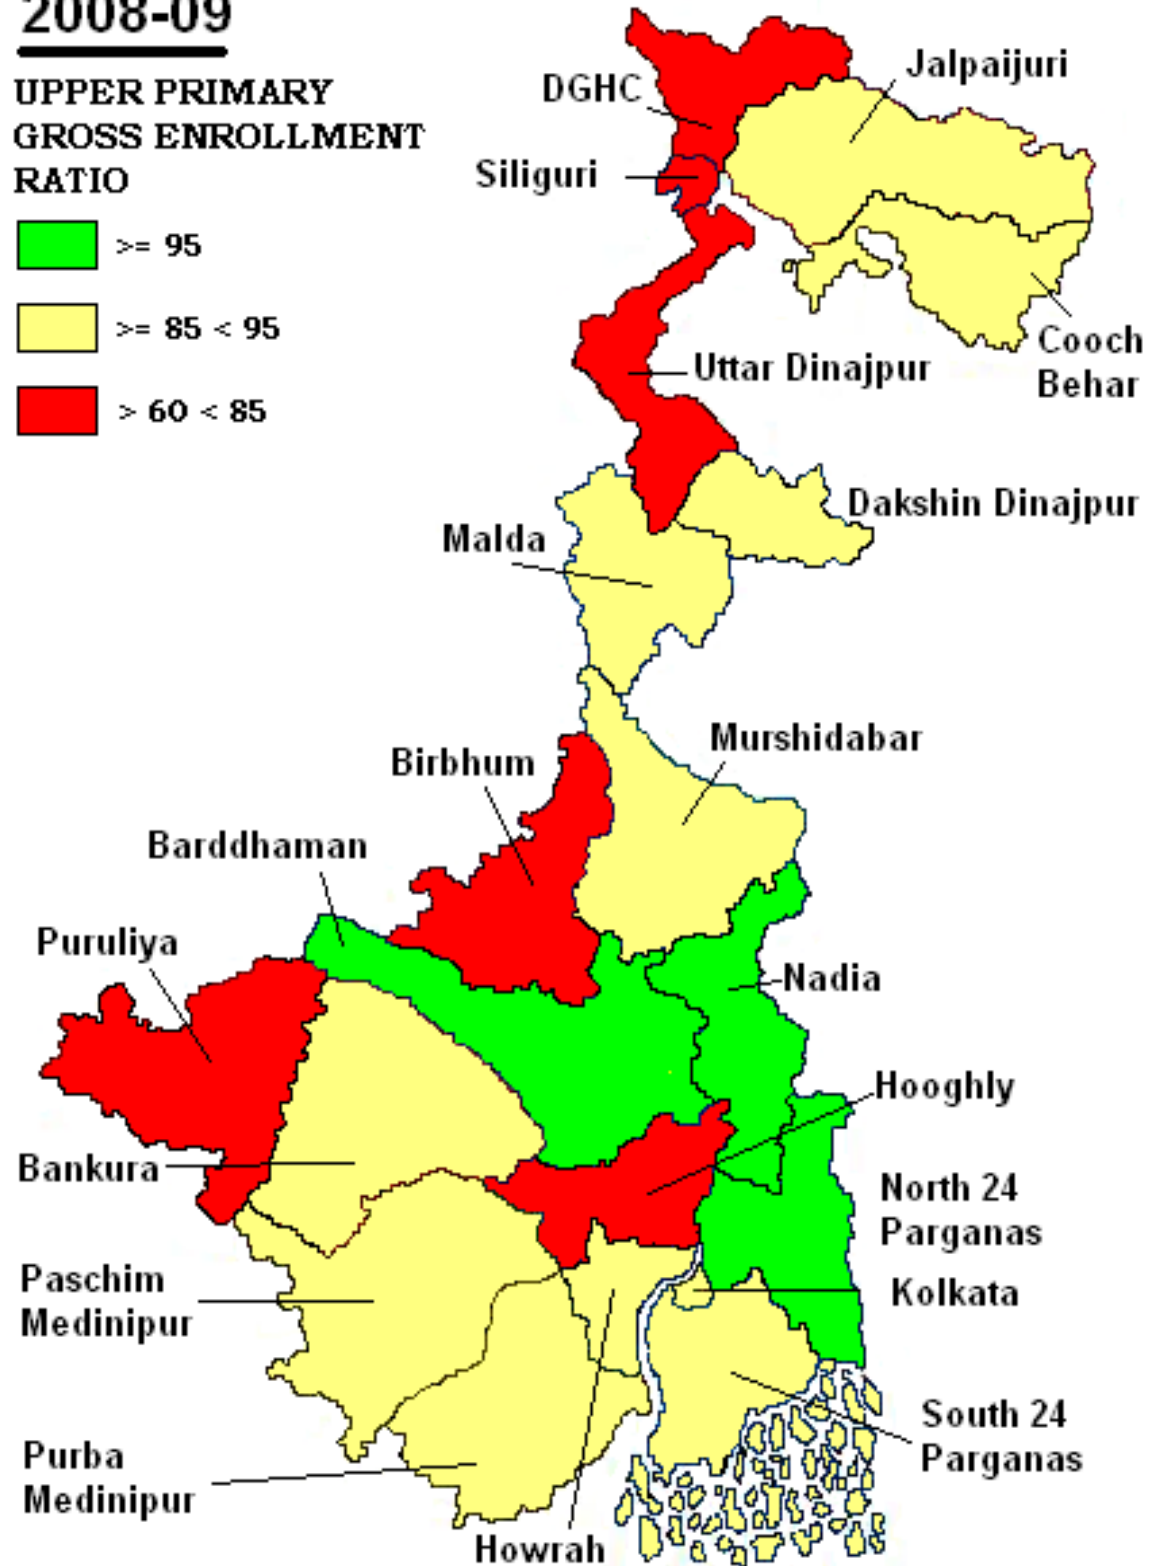 2008-09
UPPER PRIMARY
GROSS ENROLLMENT
RATIO
>= 95
>= 85 < 95
> 60 < 85
DGHC
Jalpaijuri
Siliguri
Cooch
Behar
Uttar Dinajpur
Dakshin Dinajpur
Malda
Murshidabar
Birbhum
Barddhaman
Puruliya
Nadia
Hooghly
Bankura
North 24
Parganas
Paschim
Medinipur
Kolkata
South 24
Parganas
Purba
Medinipur
Howrah